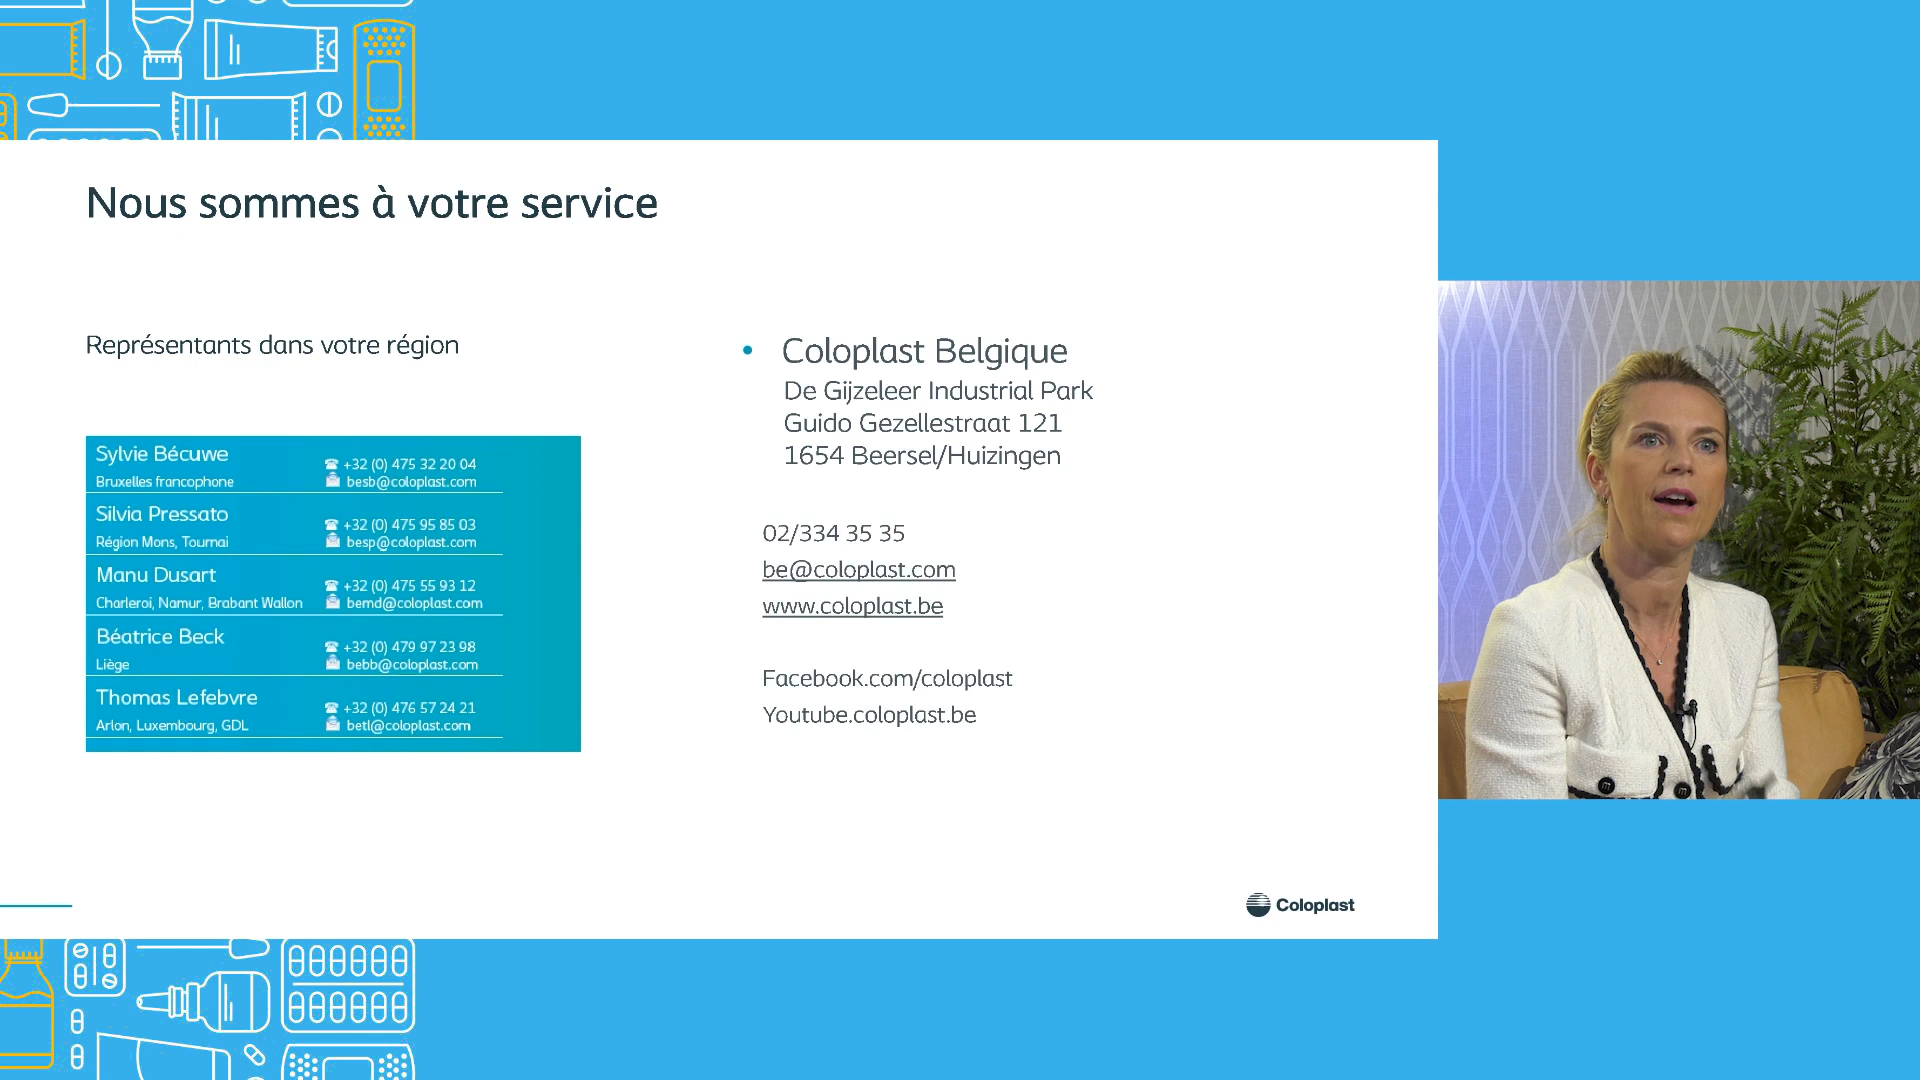 Nous sommes à votre service
Représentants dans votre région
Sylvie Bécuwe
Bruxelles francophone
+32 (0) 475 32 20 04
besb@coloplast.com
Silvia Pressato
Région Mons, Tournai
+32 (0) 475 95 85 03
besp@coloplast.com
Manu Dusart
Charleroi, Namur, Brabant Wallon
+32 (0) 475 55 93 12
bemd@coloplast.com
Béatrice Beck
Liège
+32 (0) 479 97 23 98
bebb@coloplast.com
Thomas Lefebvre
Arlon, Luxembourg, GDL
+32 (0) 476 57 24 21
betl@coloplast.com
• Coloplast Belgique
De Gijzeleer Industrial Park
Guido Gezellestraat 121
1654 Beersel/Huizingen
02/334 35 35
be@coloplast.com
www.coloplast.be
Facebook.com/coloplast
Youtube.coloplast.be
Coloplast